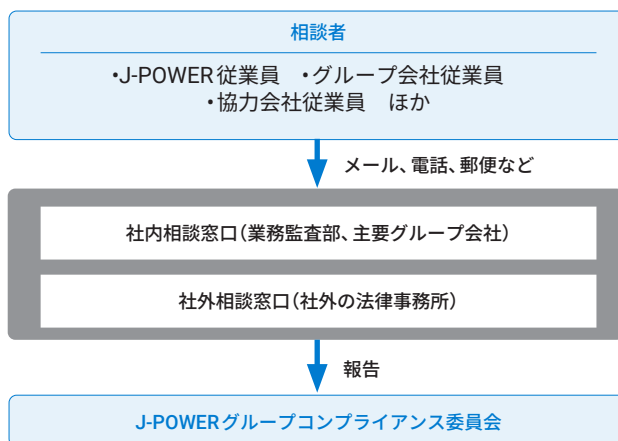 相談者
・J-POWER従業員　・グループ会社従業員
・協力会社従業員　ほか
メール、電話、郵便など
社内相談窓口（業務監査部、主要グループ会社）
社外相談窓口（社外の法律事務所）
報告
J-POWERグループコンプライアンス委員会